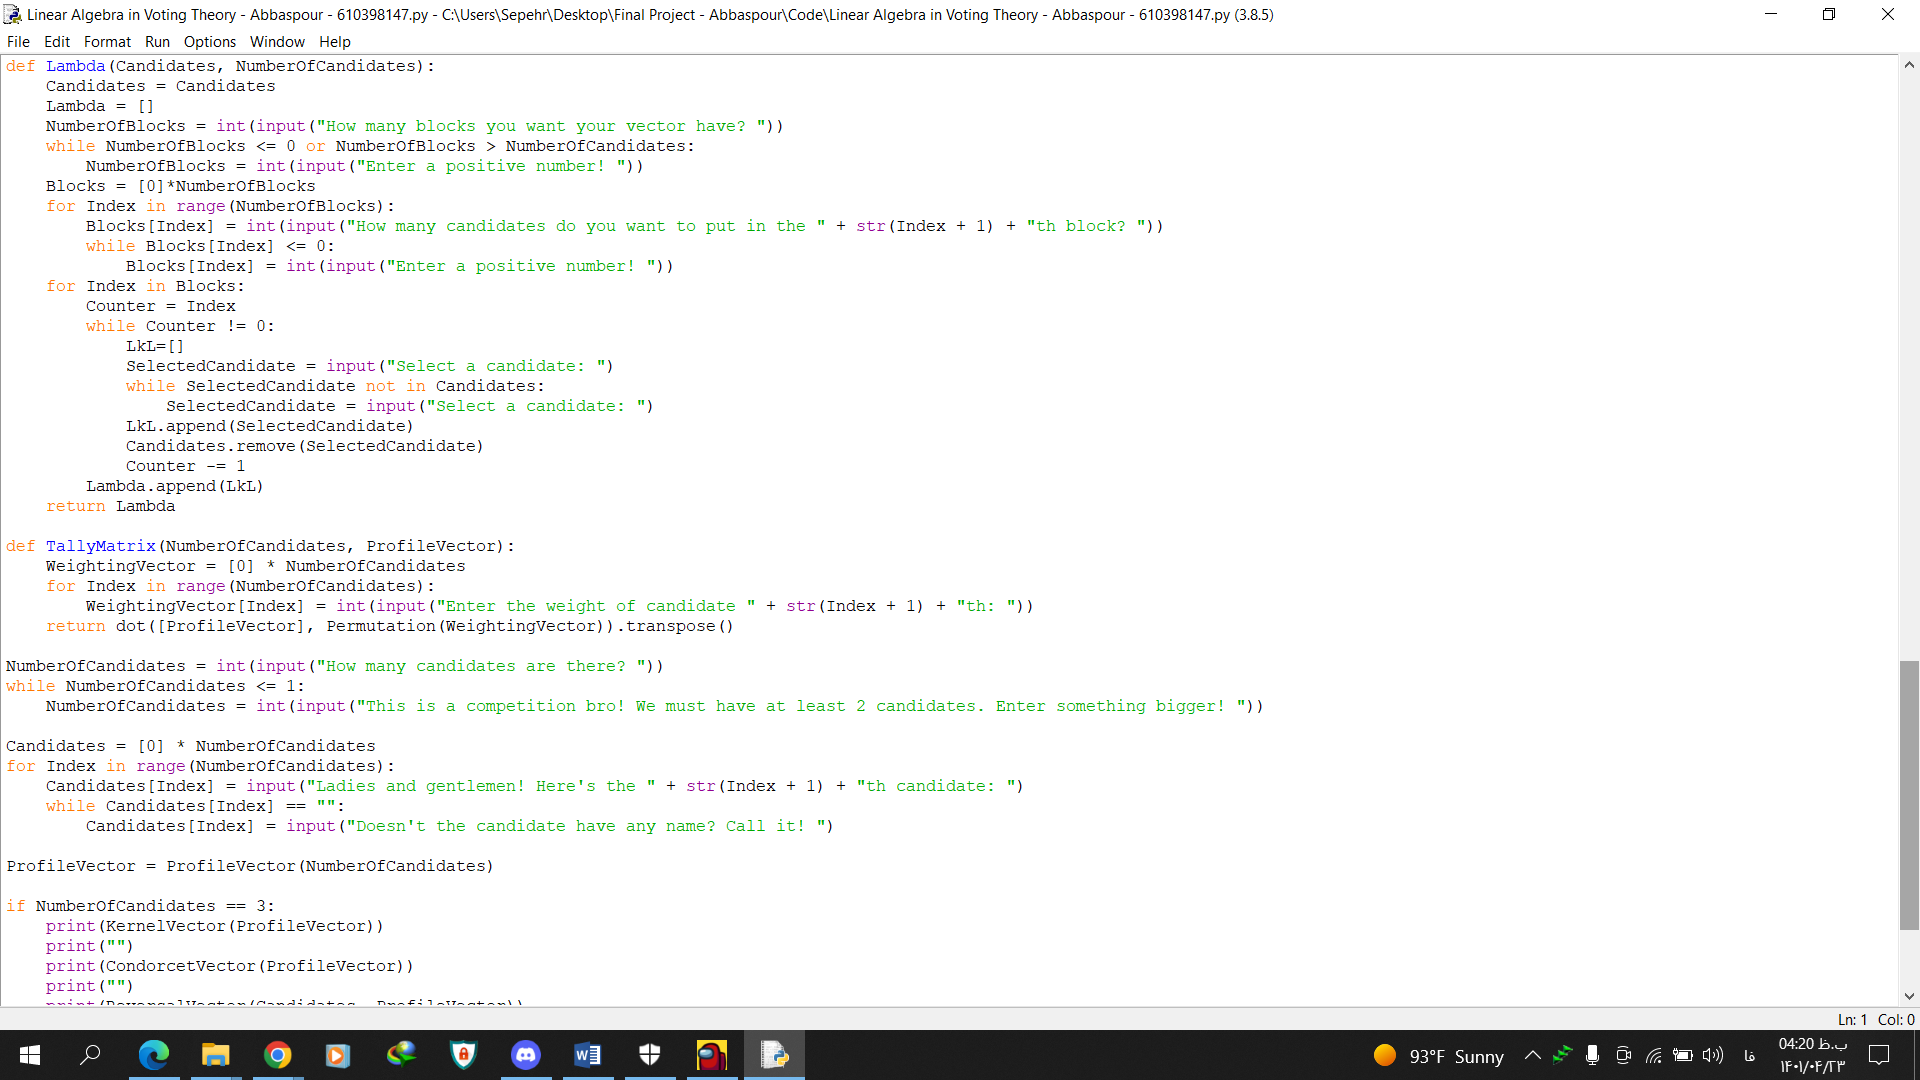 Linear Algebra in Voting Theory - Abbaspour - 610398147.py - C:\Users\Sepehr\Desktop\Final Project - Abbaspour\Code\Linear Algebra in Voting Theory - Abbaspour - 610398147.py (3.8.5)
File Edit Format Run Options Window Help
def Lambda(Candidates, NumberOfCandidates):
    Candidates = Candidates
    Lambda = []
    NumberOfBlocks = int(input("How many blocks you want your vector have? "))
    while NumberOfBlocks <= 0 or NumberOfBlocks > NumberOfCandidates:
        NumberOfBlocks = int(input("Enter a positive number! "))
    Blocks = [0]*NumberOfBlocks
    for Index in range(NumberOfBlocks):
        Blocks[Index] = int(input("How many candidates do you want to put in the " + str(Index + 1) + "th block? "))
        while Blocks[Index] <= 0:
            Blocks[Index] = int(input("Enter a positive number! "))
    for Index in Blocks:
        Counter = Index
        while Counter != 0:
            LkL=[]
            SelectedCandidate = input("Select a candidate: ")
            while SelectedCandidate not in Candidates:
                SelectedCandidate = input("Select a candidate: ")
            LkL.append(SelectedCandidate)
            Candidates.remove(SelectedCandidate)
            Counter -= 1
        Lambda.append(LkL)
    return Lambda
def TallyMatrix(NumberOfCandidates, ProfileVector):
    WeightingVector = [0] * NumberOfCandidates
    for Index in range(NumberOfCandidates):
        WeightingVector[Index] = int(input("Enter the weight of candidate " + str(Index + 1) + "th: "))
    return dot([ProfileVector], Permutation(WeightingVector)).transpose()
NumberOfCandidates = int(input("How many candidates are there? "))
while NumberOfCandidates <= 1:
    NumberOfCandidates = int(input("This is a competition bro! We must have at least 2 candidates. Enter something bigger! "))
Candidates = [0] * NumberOfCandidates
for Index in range(NumberOfCandidates):
    Candidates[Index] = input("Ladies and gentlemen! Here's the " + str(Index + 1) + "th candidate: ")
    while Candidates[Index] == "":
        Candidates[Index] = input("Doesn't the candidate have any name? Call it! ")
ProfileVector = ProfileVector(NumberOfCandidates)
if NumberOfCandidates == 3:
    print(KernelVector(ProfileVector))
    print("")
    print(CondorcetVector(ProfileVector))
    print("")
    print(ReversalVector(Candidates, ProfileVector))
Ln: 1 Col: 0
93°F Sunny
فا
04:20 ب.ظ
۱۴۰۱/۰۴/۲۳